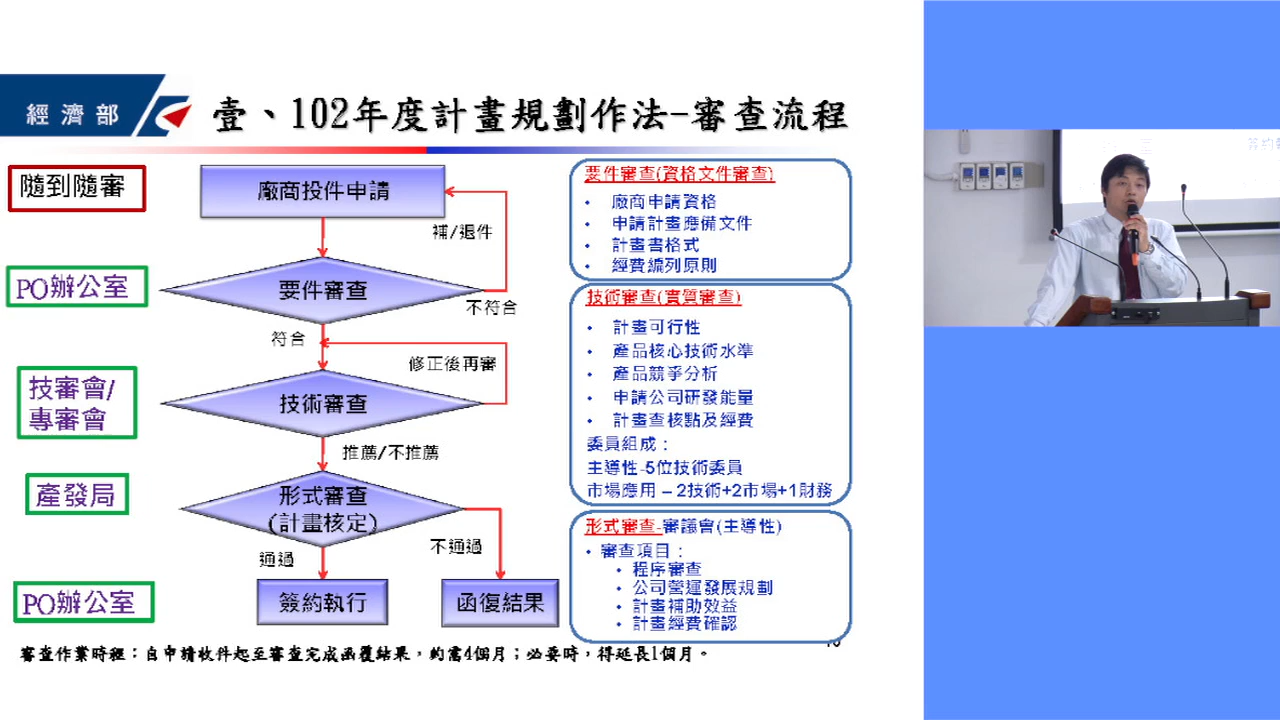 經濟部
壹、102年度計畫規劃作法-審查流程
隨到隨審
廠商投件申請
補/退件
PO辦公室
要件審查
不符合
符合
修正後再審
技審會/
專審會
技術審查
推薦/不推薦
產發局
形式審查
(計畫核定)
通過
不通過
PO辦公室
簽約執行
函復結果
要件審查(資格文件審查)
• 廠商申請資格
• 申請計畫應備文件
• 計畫書格式
• 經費編列原則
技術審查(實質審查)
• 計畫可行性
• 產品核心技術水準
• 產品競爭分析
• 申請公司研發能量
• 計畫查核點及經費
委員組成：
主導性-5位技術委員
市場應用 – 2技術+2市場+1財務
形式審查-審議會(主導性)
• 審查項目：
• 程序審查
• 公司營運發展規劃
• 計畫補助效益
• 計畫經費確認
審查作業時程：自申請收件起至審查完成函覆結果，約需4個月；必要時，得延長1個月。
簽約